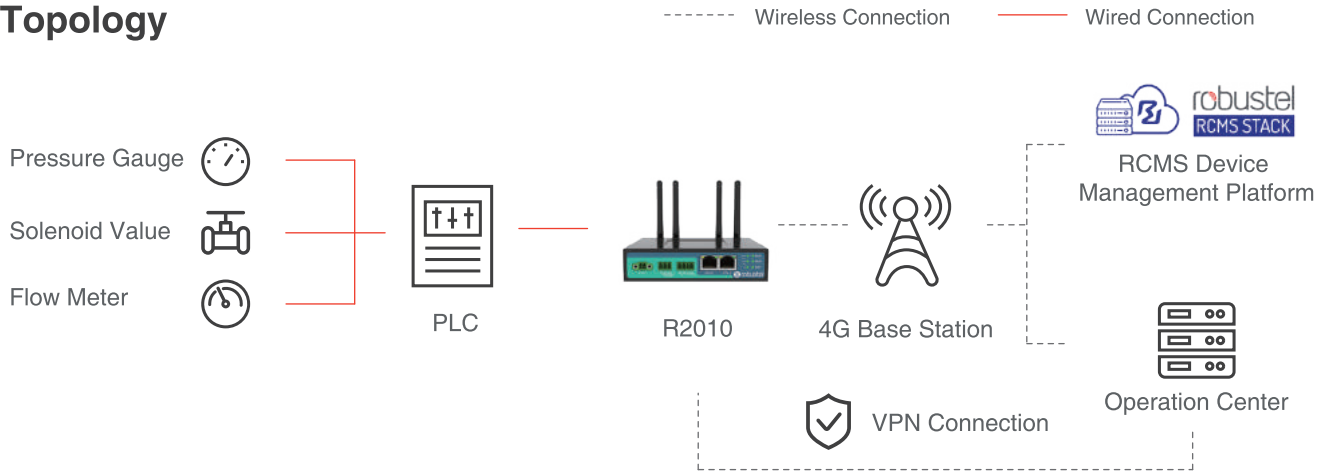 Topology
Wireless Connection
Wired Connection
robustel
RCMS STACK
RCMS Device
Management Platform
Pressure Gauge
Solenoid Value
Flow Meter
PLC
R2010
4G Base Station
Operation Center
VPN Connection